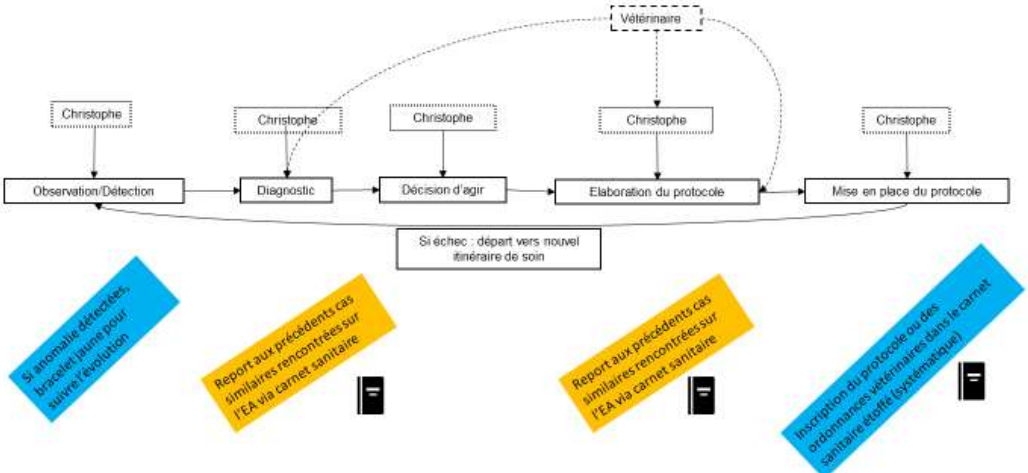 Vétérinaire
Christophe
Christophe
Christophe
Christophe
Christophe
Observation/Détection
Diagnostic
Décision d'agir
Elaboration du protocole
Mise en place du protocole
Si échec : départ vers nouvel
itinéraire de soin
Si anomalie détectées,
bracelet jaune pour
suivre l'évolution
Report aux précédents cas
similaires rencontrées sur
l'EA via carnet sanitaire
Report aux précédents cas
similaires rencontrées sur
l'EA via carnet sanitaire
Inscription du protocole ou des
ordonnances vétérinaires dans le carnet
sanitaire étoffé (systématique)